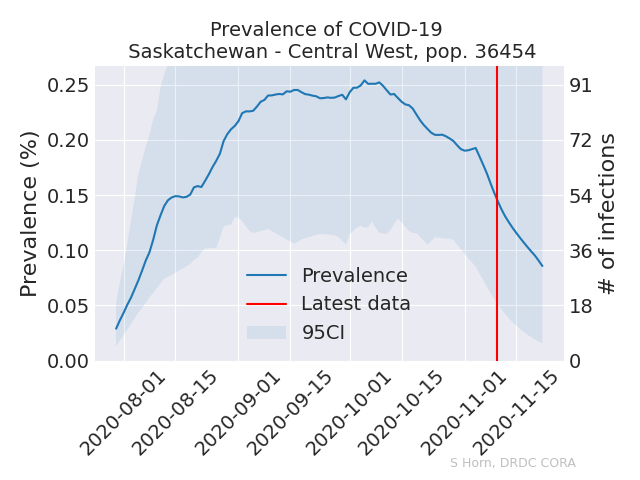 Prevalence of COVID-19
Saskatchewan - Central West, pop. 36454
Prevalence (%)
0.25
0.20
0.15
0.10
0.05
0.00
91
72
54
36
18
0
# of infections
Prevalence
Latest data
95CI
2020-08-01
2020-08-15
2020-09-01
2020-09-15
2020-10-01
2020-10-15
2020-11-01
2020-11-15
S Horn, DRDC CORA